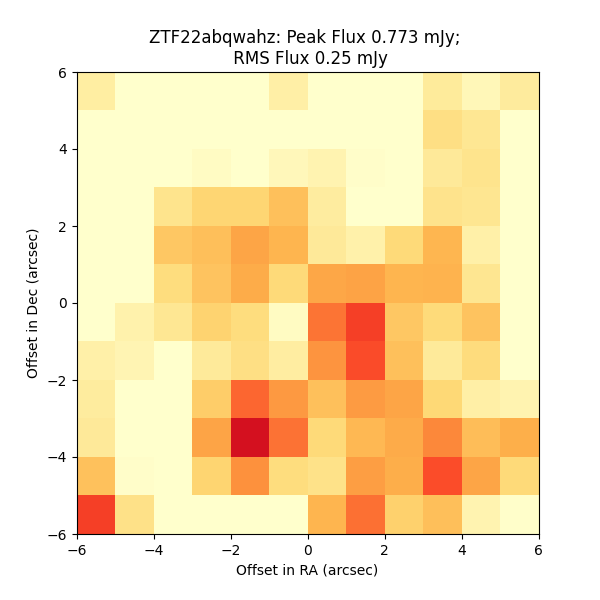 ZTF22abqwahz: Peak Flux 0.773 mJy;
RMS Flux 0.25 mJy
6
4
2
0
−2
−4
−6
Offset in Dec (arcsec)
−6 −4 −2 0 2 4 6
Offset in RA (arcsec)